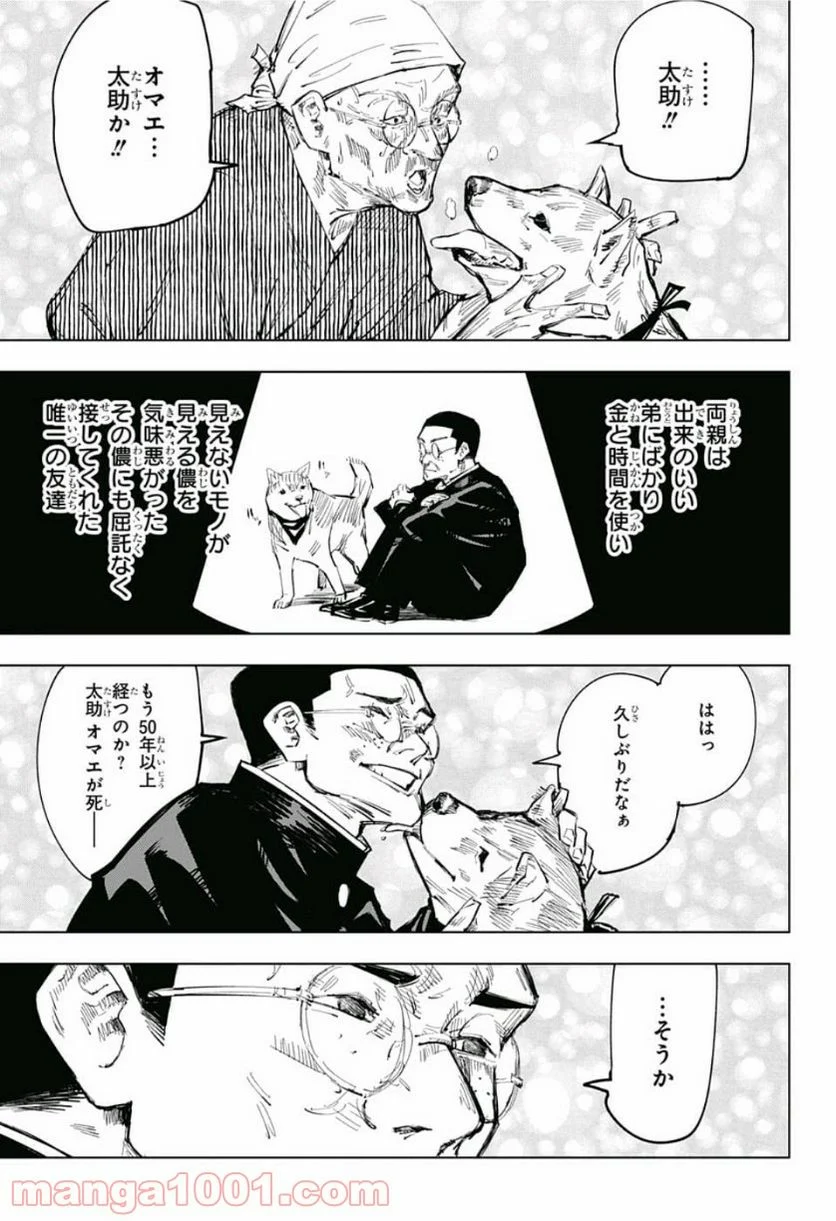 ……
太助!!
オマエ…
太助か!!
両親は
出来のいい
弟にばかり
金と時間を使い
見えないモノが
見える儂を
気味悪がった
その儂にも屈託なく
接してくれた
唯一の友達
ははっ
久しぶりだなぁ
もう50年以上
経つのか?
太助 オマエが死──
…そうか
manga1001.com